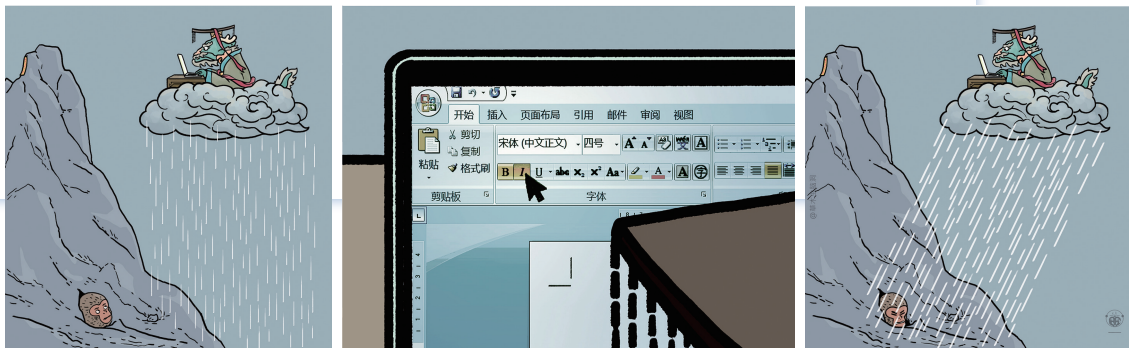 开始 插入 页面布局 引用 邮件 审阅 视图
剪切
复制
粘贴
格式刷
宋体 (中文正文) 四号
B I U abc X₂ X² Aa A A
剪贴板
字体